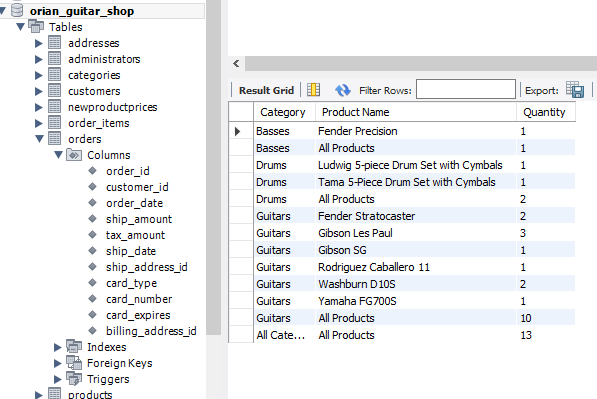 orian_guitar_shop
Tables
addresses
administrators
categories
customers
newproductprices
order_items
orders
Columns
order_id
customer_id
order_date
ship_amount
tax_amount
ship_date
ship_address_id
card_type
card_number
card_expires
billing_address_id
Indexes
Foreign Keys
Triggers
products
Result Grid Filter Rows: Export:
Category Product Name Quantity
Basses Fender Precision 1
Basses All Products 1
Drums Ludwig 5-piece Drum Set with Cymbals 1
Drums Tama 5-Piece Drum Set with Cymbals 1
Drums All Products 2
Guitars Fender Stratocaster 2
Guitars Gibson Les Paul 3
Guitars Gibson SG 1
Guitars Rodriguez Caballero 11 1
Guitars Washburn D10S 2
Guitars Yamaha FG700S 1
Guitars All Products 10
All Cate... All Products 13